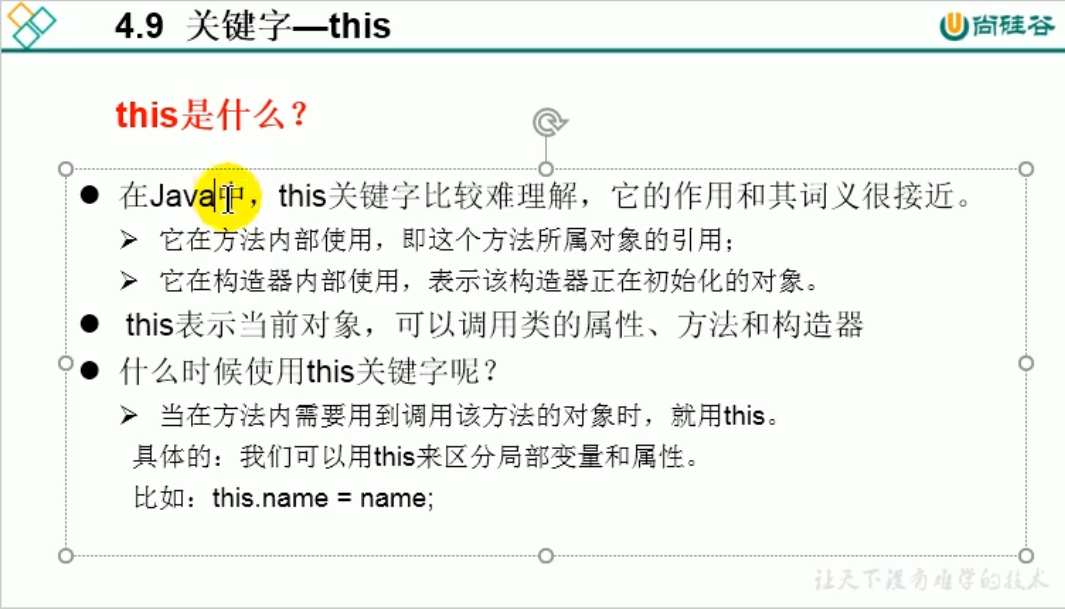 4.9 关键字—this
尚硅谷
this是什么？
在Java中，this关键字比较难理解，它的作用和其词义很接近。
它在方法内部使用，即这个方法所属对象的引用；
它在构造器内部使用，表示该构造器正在初始化的对象。
this表示当前对象，可以调用类的属性、方法和构造器
什么时候使用this关键字呢？
当在方法内需要用到调用该方法的对象时，就用this。
具体的：我们可以用this来区分局部变量和属性。
比如：this.name = name;
让天下没有难学的技术